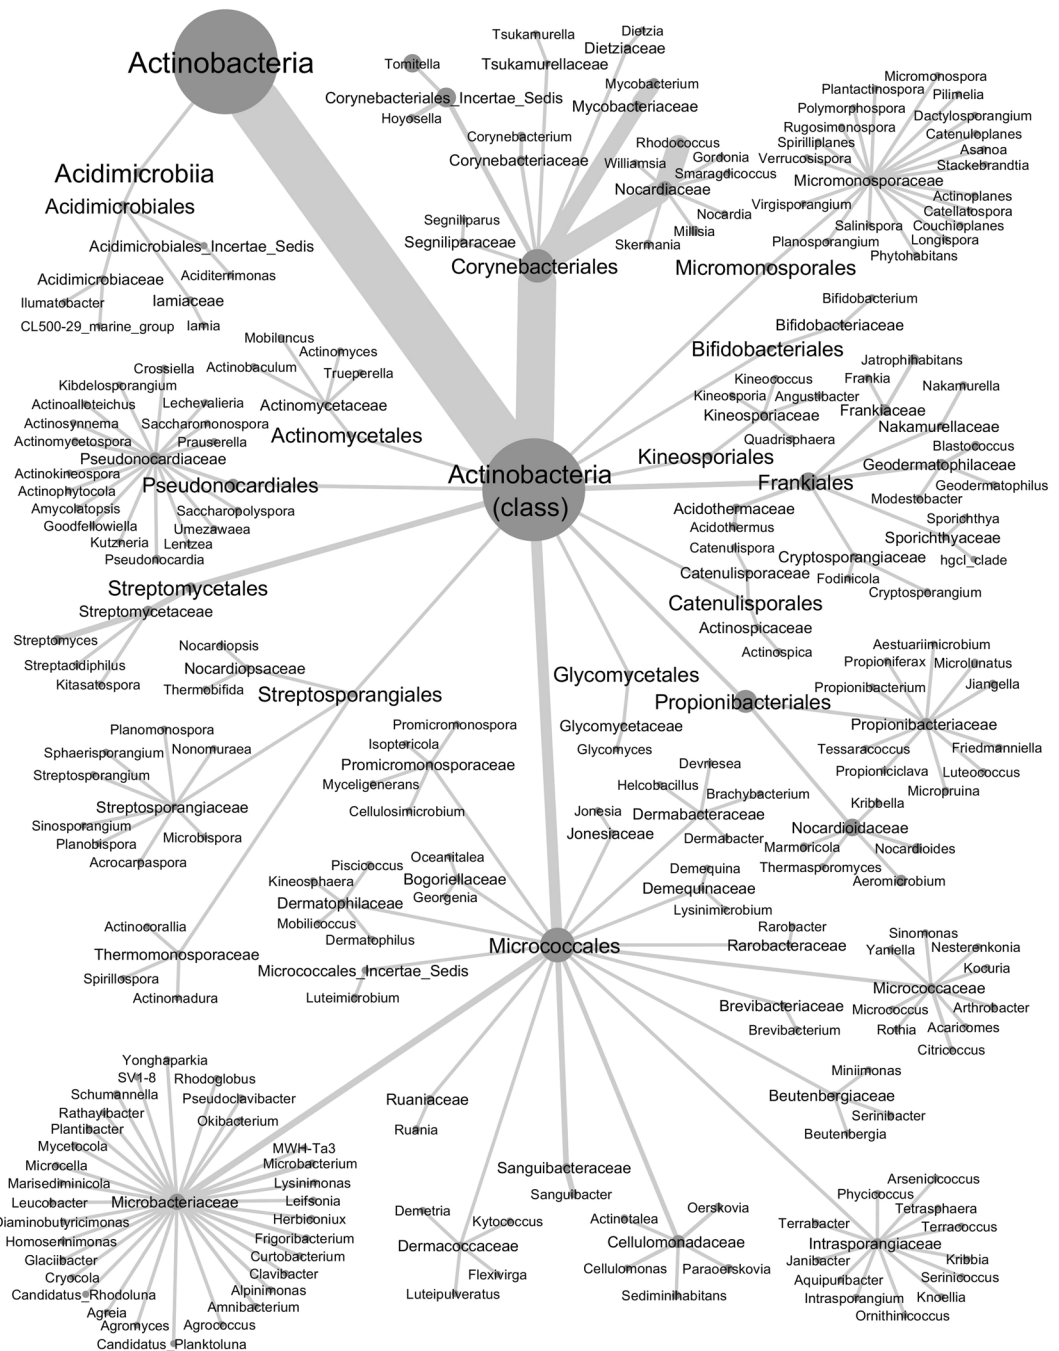 Actinobacteria
Acidimicrobiia
Acidimicrobiales
Acidimicrobiales_Incertae_Sedis
Acidimicrobiaceae
Aciditerrimonas
Ilumatobacter
Iamiaceae
CL500-29_marine_group
Iamia
Tsukamurella
Dietzia
Dietziaceae
Tomitella
Tsukamurellaceae
Corynebacteriales_Incertae_Sedis
Mycobacterium
Mycobacteriaceae
Hoyosella
Corynebacterium
Corynebacteriaceae
Rhodococcus
Williamsia
Gordonia
Smaragdicoccus
Nocardiaceae
Nocardia
Millisia
Skermania
Segniliparus
Segniliparaceae
Corynebacteriales
Micromonospora
Plantactinospora
Pilimelia
Polymorphospora
Dactylosporangium
Rugosimonospora
Catenuloplanes
Spirilliplanes
Asanoa
Verrucosispora
Stackebrandtia
Micromonosporaceae
Actinoplanes
Virgisporangium
Catellatospora
Salinispora
Couchioplanes
Planosporangium
Longispora
Phytohabitans
Micromonosporales
Bifidobacterium
Bifidobacteriaceae
Bifidobacteriales
Mobiluncus
Actinomyces
Actinobaculum
Trueperella
Actinomycetaceae
Actinomycetales
Crossiella
Kibdelosporangium
Actinoalloteichus
Lechevalieria
Actinosynnema
Saccharomonospora
Actinomycetospora
Prauserella
Pseudonocardiaceae
Actinokineospora
Pseudonocardiales
Actinophytocola
Amycolatopsis
Saccharopolyspora
Goodfellowiella
Umezawaea
Kutzneria
Lentzea
Pseudonocardia
Actinobacteria
(class)
Kineococcus
Kineosporia
Angustibacter
Kineosporiaceae
Quadrisphaera
Kineosporiales
Jatrophihabitans
Frankia
Nakamurella
Frankiaceae
Nakamurellaceae
Blastococcus
Geodermatophilaceae
Frankiales
Geodermatophilus
Modestobacter
Acidothermaceae
Acidothermus
Sporichthya
Sporichthyaceae
hgcI_clade
Catenulispora
Cryptosporangiaceae
Catenulisporaceae
Fodinicola
Cryptosporangium
Catenulisporales
Actinospicaceae
Actinospica
Streptomycetales
Streptomycetaceae
Streptomyces
Streptacidiphilus
Kitasatospora
Nocardiopsis
Nocardiopsaceae
Thermobifida
Streptosporangiales
Planomonospora
Sphaerisporangium
Nonomuraea
Streptosporangium
Streptosporangiaceae
Sinosporangium
Planobispora
Microbispora
Acrocarpaspora
Actinocorallia
Thermomonosporaceae
Spirillospora
Actinomadura
Glycomycetales
Glycomycetaceae
Glycomyces
Propionibacteriales
Aestuariimicrobium
Propioniferax
Microlunatus
Propionibacterium
Jiangella
Propionibacteriaceae
Tessaracoccus
Friedmanniella
Propioniciclava
Luteococcus
Micropruina
Kribbella
Nocardioidaceae
Marmoricola
Nocardioides
Thermasporomyces
Aeromicrobium
Promicromonospora
Isoptericola
Promicromonosporaceae
Myceligenerans
Cellulosimicrobium
Devriesea
Helcobacillus
Brachybacterium
Dermabacteraceae
Dermabacter
Jonesia
Jonesiaceae
Oceanitalea
Piscicoccus
Bogoriellaceae
Kineosphaera
Georgenia
Dermatophilaceae
Mobilicoccus
Dermatophilus
Demequina
Demequinaceae
Lysinimicrobium
Micrococcales
Rarobacter
Rarobacteraceae
Micrococcales_Incertae_Sedis
Luteimicrobium
Sinomonas
Yaniella
Nesterenkonia
Kocuria
Micrococcaceae
Arthrobacter
Micrococcus
Rothia
Acaricomes
Citricoccus
Brevibacteriaceae
Brevibacterium
Miniimonas
Beutenbergiaceae
Serinibacter
Beutenbergia
Yonghaparkia
SV1-8
Rhodoglobus
Schumannella
Pseudoclavibacter
Rathayibacter
Okibacterium
Plantibacter
Mycetocola
MWH-Ta3
Microcella
Microbacterium
Marisediminicola
Lysinimonas
Leucobacter
Microbacteriaceae
Leifsonia
Diaminobutyricimonas
Herbiconiux
Homoserinimonas
Frigoribacterium
Glaciibacter
Curtobacterium
Cryocola
Clavibacter
Candidatus_Rhodoluna
Alpinimonas
Agreia
Amnibacterium
Agromyces
Agrococcus
Candidatus_Planktoluna
Ruaniaceae
Ruania
Sanguibacteraceae
Sanguibacter
Demetria
Kytococcus
Dermacoccaceae
Flexivirga
Luteipulveratus
Oerskovia
Actinotalea
Cellulomonadaceae
Cellulomonas
Paraoerskovia
Sediminihabitans
Arsenicicoccus
Phycicoccus
Tetrasphaera
Terrabacter
Terracoccus
Intrasporangiaceae
Janibacter
Kribbia
Aquipuribacter
Serinicoccus
Intrasporangium
Knoellia
Ornithinicoccus